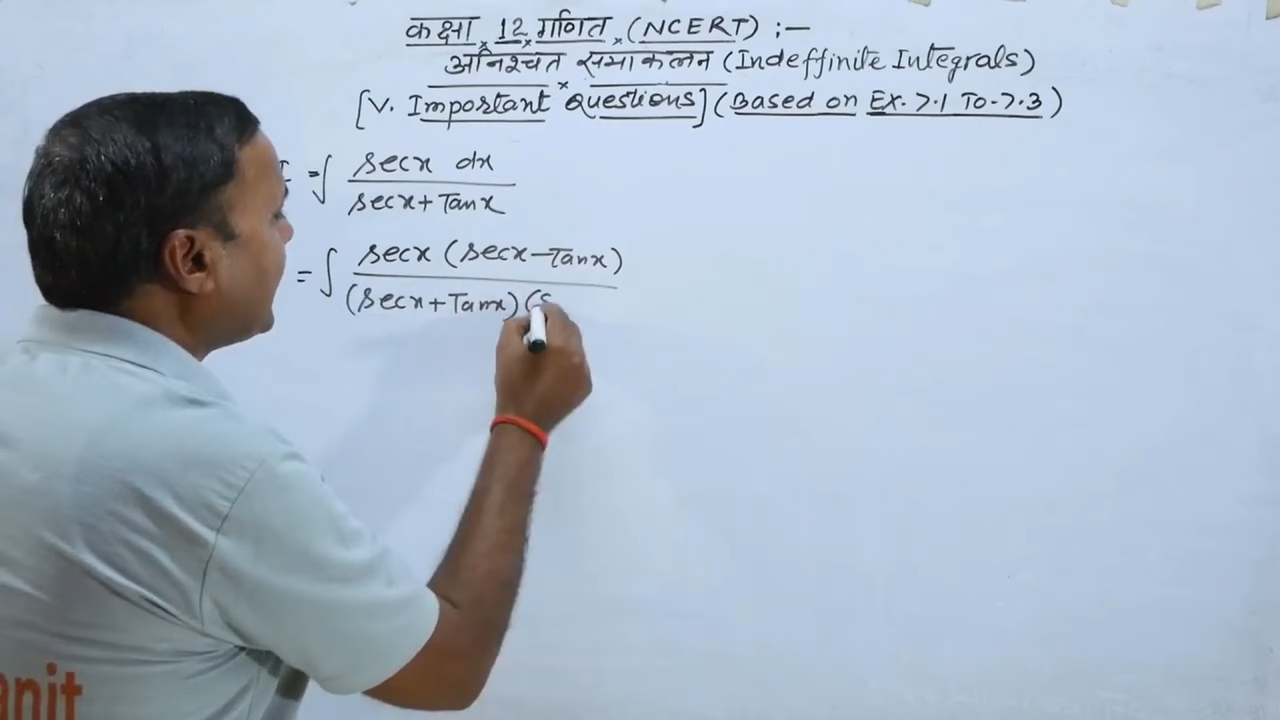 कक्षा 12 गणित (NCERT) :-
अनिश्चत समाकलन (Indeffinite Integrals)
[V. Important Questions] (Based on Ex. 7.1 To 7.3)
I = ∫ secx dx / secx + Tanx
= ∫ secx (secx - Tanx) / (secx + Tanx) (s
anit